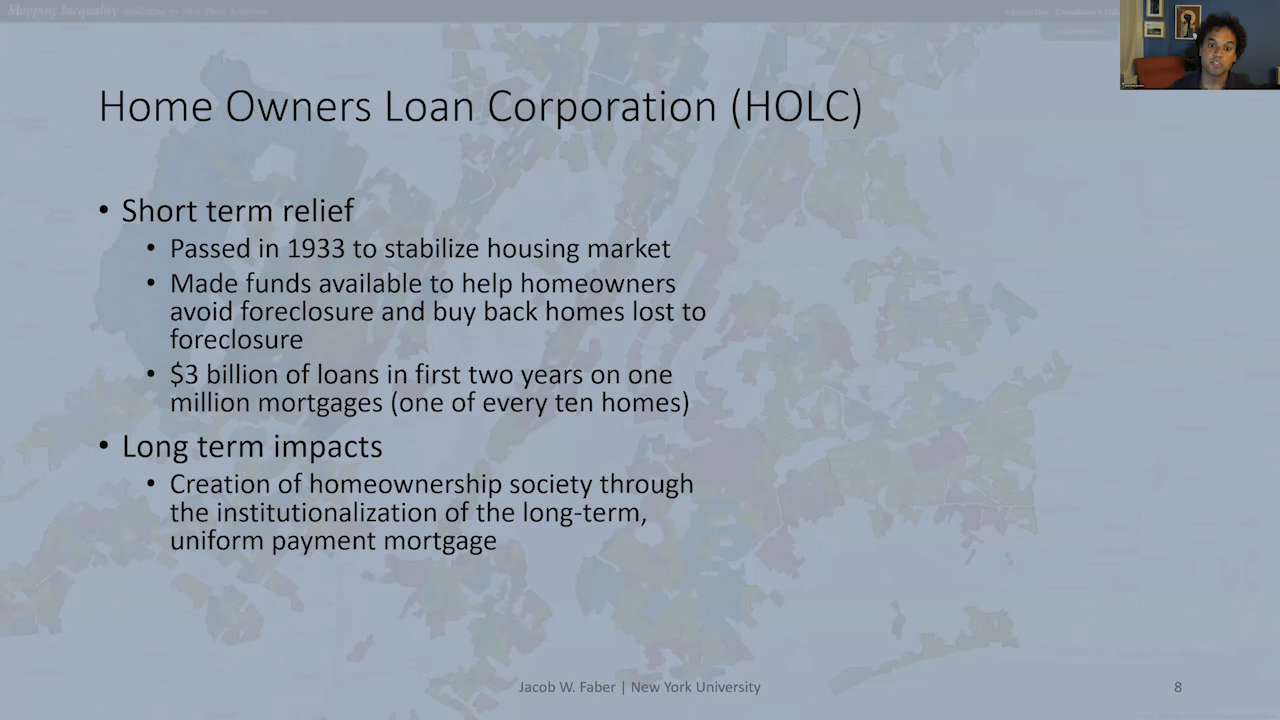 Mapping Inequality
Home Owners Loan Corporation (HOLC)
• Short term relief
• Passed in 1933 to stabilize housing market
• Made funds available to help homeowners
avoid foreclosure and buy back homes lost to
foreclosure
• $3 billion of loans in first two years on one
million mortgages (one of every ten homes)
• Long term impacts
• Creation of homeownership society through
the institutionalization of the long-term,
uniform payment mortgage
Jacob W. Faber | New York University
8